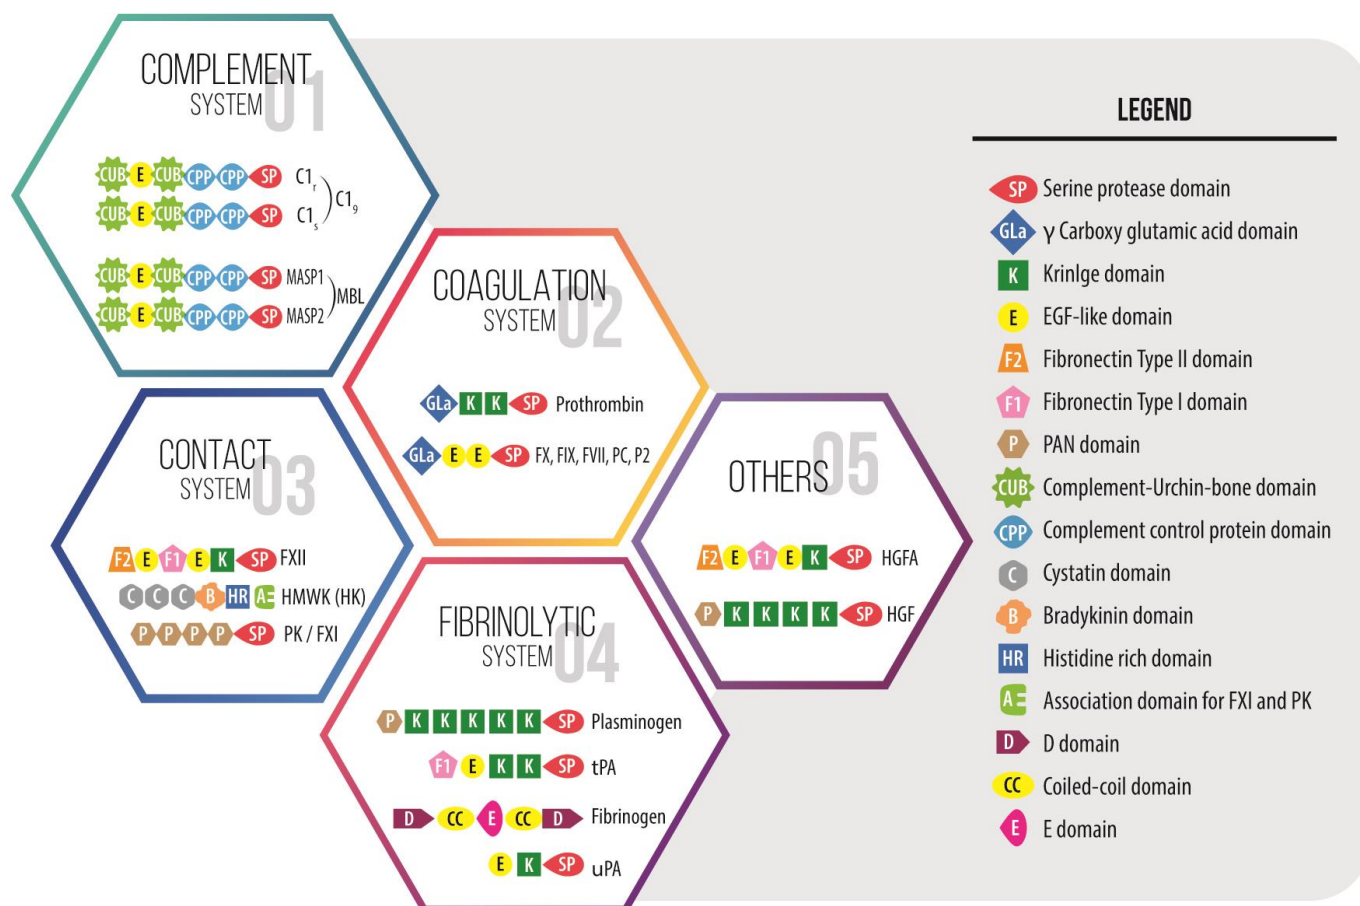 COMPLEMENT
SYSTEM 01
CUB E CUB CPP CPP SP C1r
CUB E CUB CPP CPP SP C1s
C19
CUB E CUB CPP CPP SP MASP1
CUB E CUB CPP CPP SP MASP2
MBL
COAGULATION
SYSTEM 02
GLa K K SP Prothrombin
GLa E E SP FX, FIX, FVII, PC, P2
CONTACT
SYSTEM 03
F2 E F1 E K SP FXII
C C C B HR A HMWK (HK)
P P P P SP PK / FXI
FIBRINOLYTIC
SYSTEM 04
P K K K K K SP Plasminogen
F1 E K K SP tPA
D CC E CC D Fibrinogen
E K SP uPA
OTHERS 05
F2 E F1 E K SP HGFA
P K K K K SP HGF
LEGEND
SP Serine protease domain
GLa γ Carboxy glutamic acid domain
K Krinlge domain
E EGF-like domain
F2 Fibronectin Type II domain
F1 Fibronectin Type I domain
P PAN domain
CUB Complement-Urchin-bone domain
CPP Complement control protein domain
C Cystatin domain
B Bradykinin domain
HR Histidine rich domain
A Association domain for FXI and PK
D D domain
CC Coiled-coil domain
E E domain